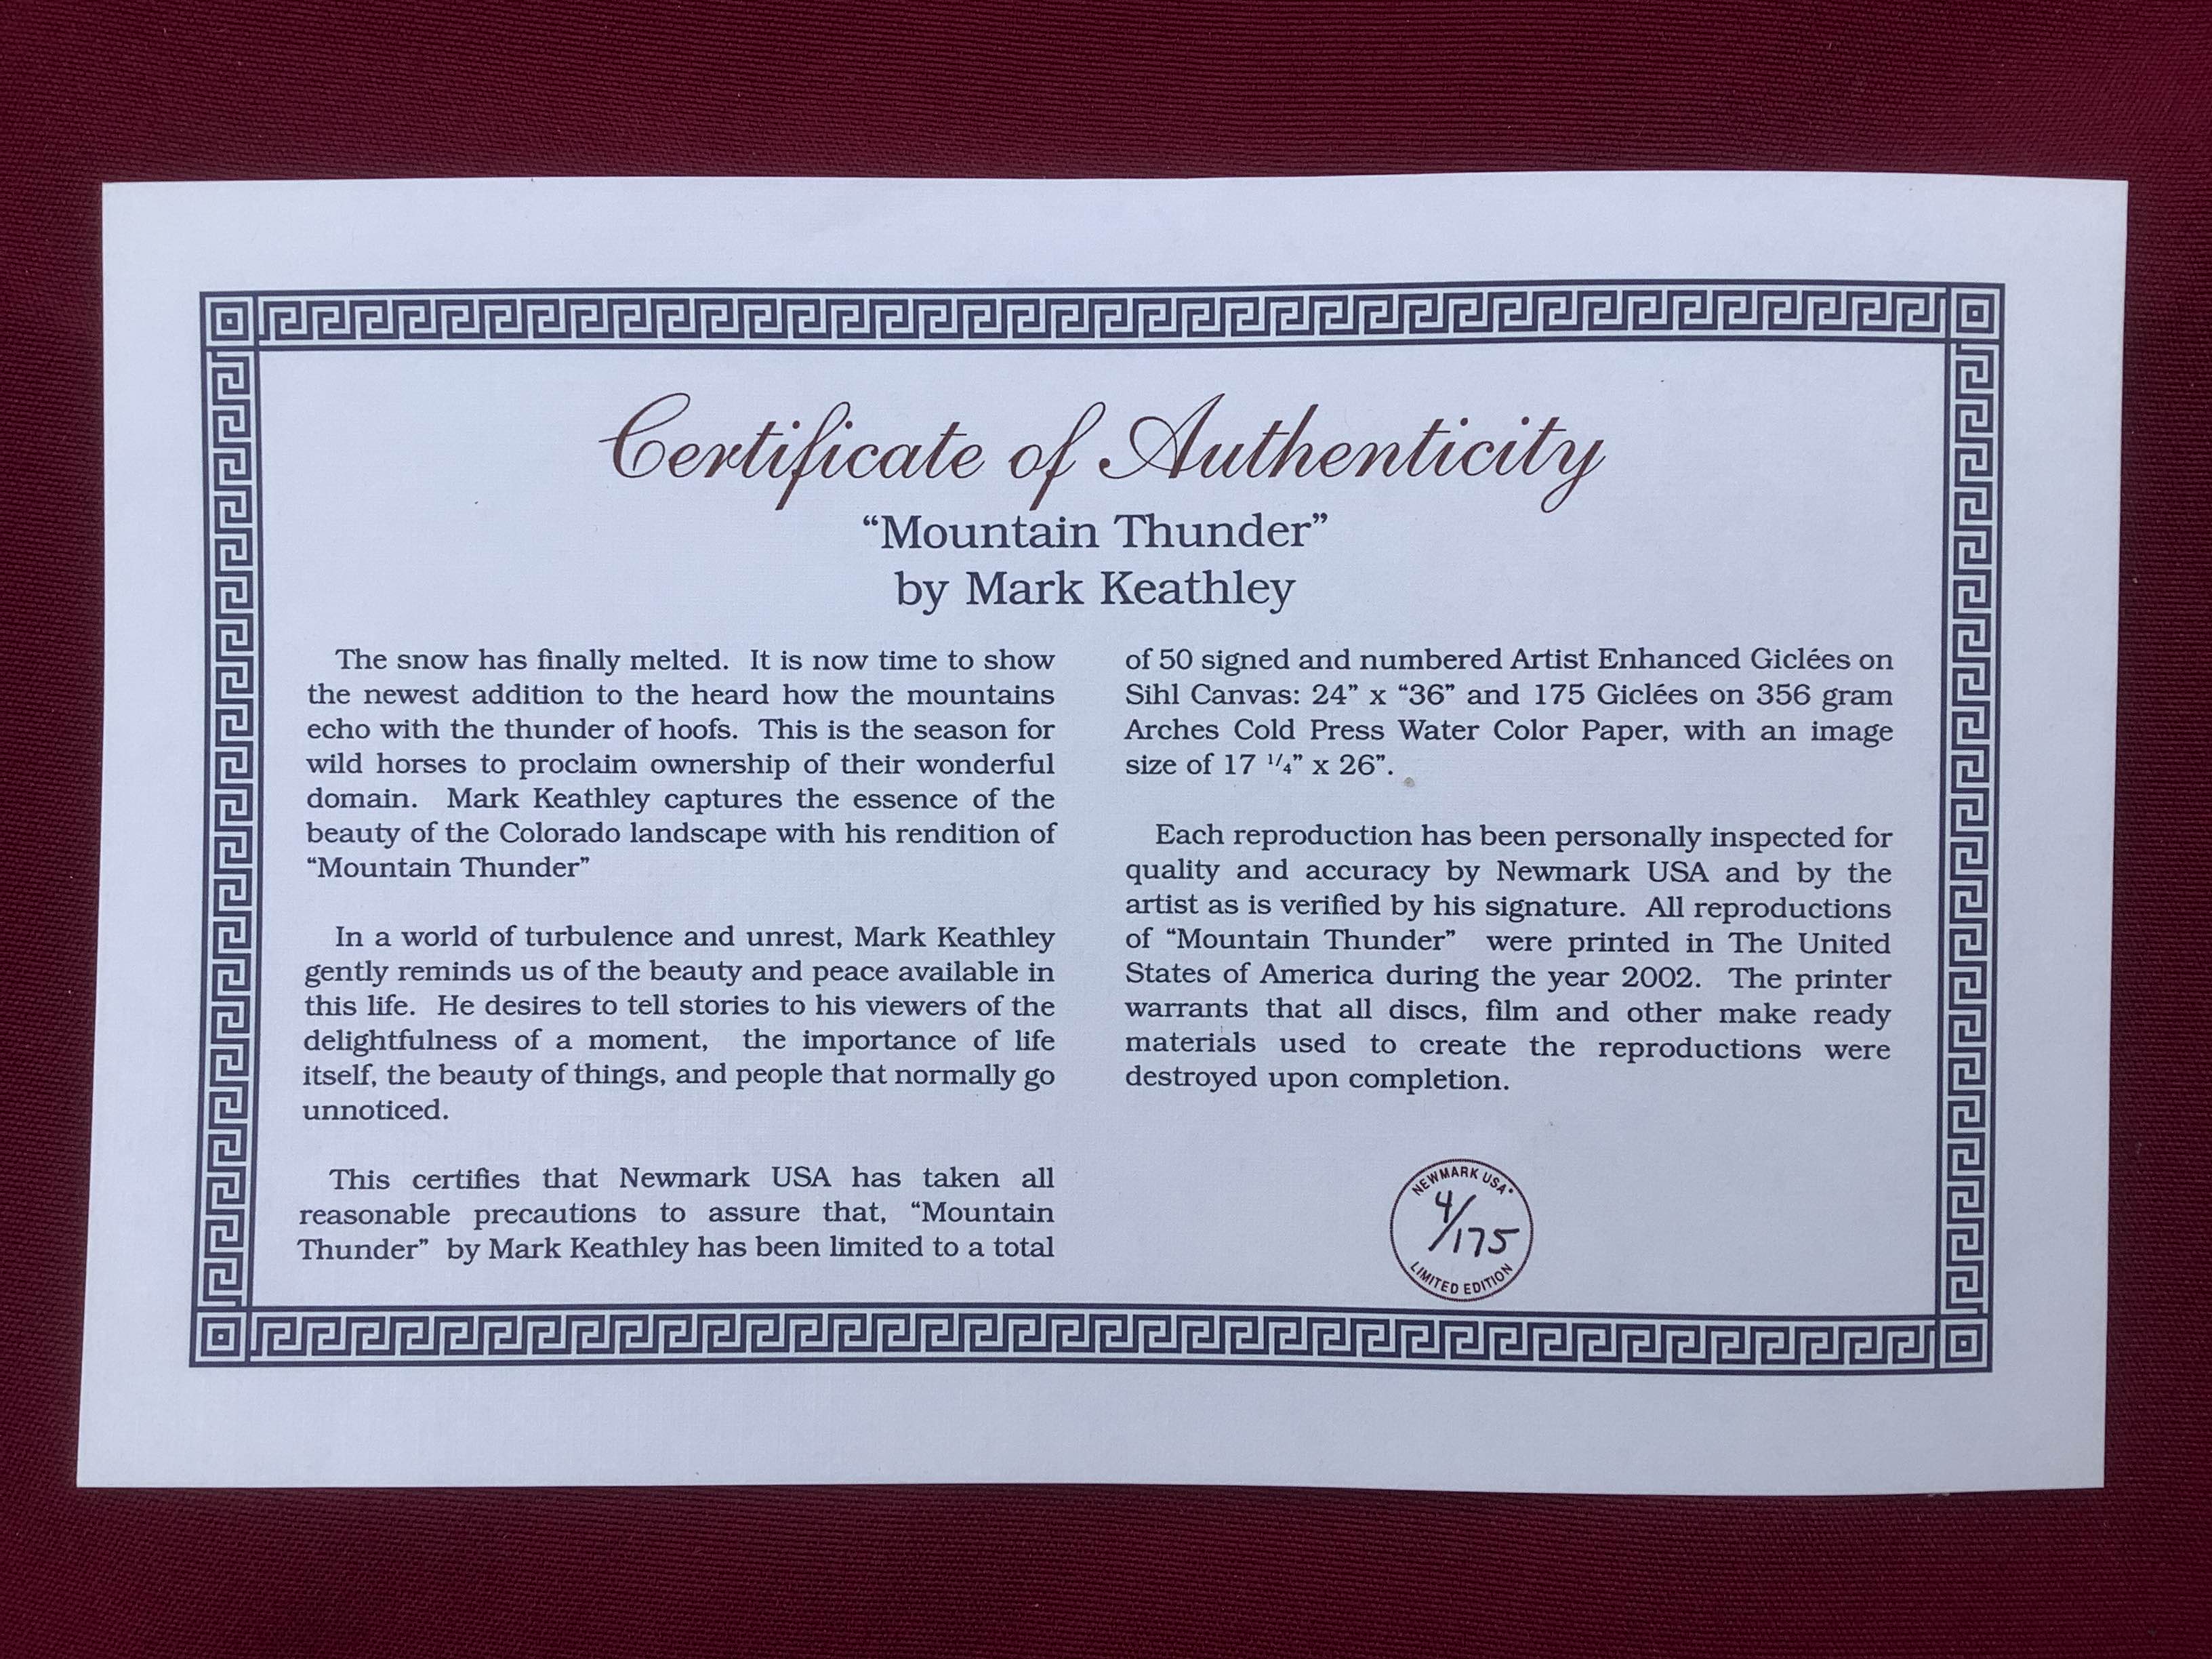 Certificate of Authenticity
“Mountain Thunder”
by Mark Keathley
The snow has finally melted. It is now time to show
the newest addition to the heard how the mountains
echo with the thunder of hoofs. This is the season for
wild horses to proclaim ownership of their wonderful
domain. Mark Keathley captures the essence of the
beauty of the Colorado landscape with his rendition of
“Mountain Thunder”
In a world of turbulence and unrest, Mark Keathley
gently reminds us of the beauty and peace available in
this life. He desires to tell stories to his viewers of the
delightfulness of a moment, the importance of life
itself, the beauty of things, and people that normally go
unnoticed.
This certifies that Newmark USA has taken all
reasonable precautions to assure that, “Mountain
Thunder” by Mark Keathley has been limited to a total
of 50 signed and numbered Artist Enhanced Giclées on
Sihl Canvas: 24” x “36” and 175 Giclées on 356 gram
Arches Cold Press Water Color Paper, with an image
size of 17 1/4” x 26”.
Each reproduction has been personally inspected for
quality and accuracy by Newmark USA and by the
artist as is verified by his signature. All reproductions
of “Mountain Thunder” were printed in The United
States of America during the year 2002. The printer
warrants that all discs, film and other make ready
materials used to create the reproductions were
destroyed upon completion.
NEWMARK USA
4/175
LIMITED EDITION